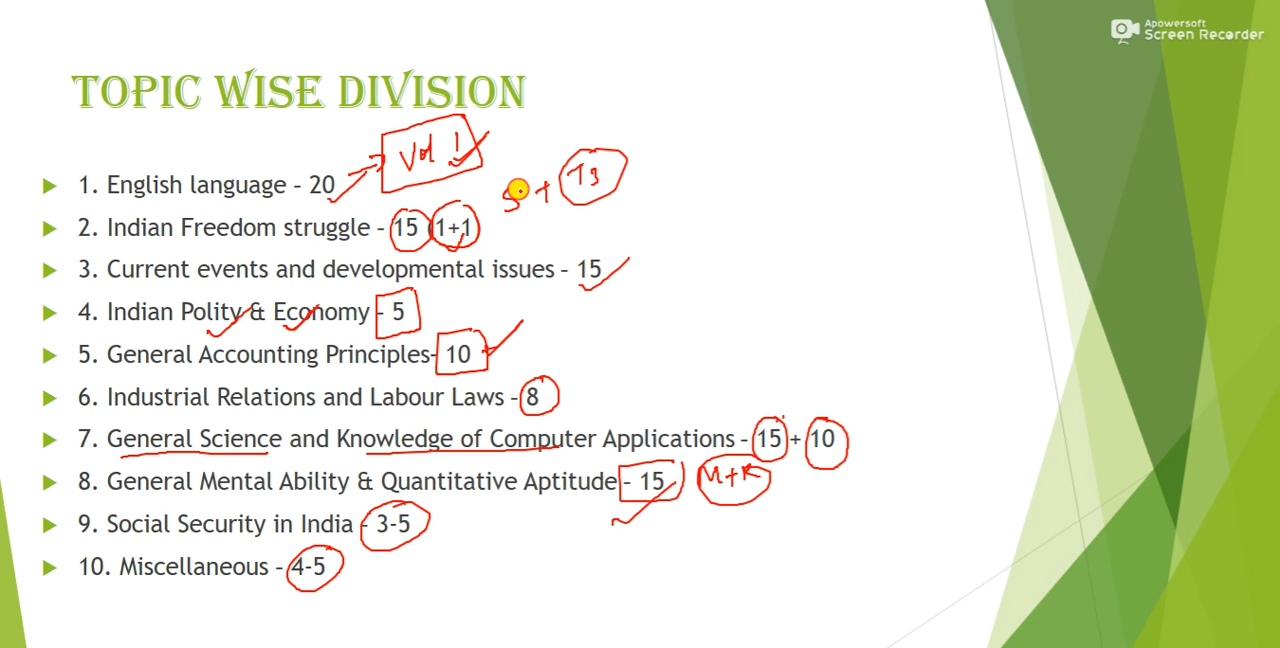 Apowersoft
Screen Recorder
TOPIC WISE DIVISION
Vol 1
1. English language - 20
S + T3
2. Indian Freedom struggle - 15 (1+1)
3. Current events and developmental issues - 15
4. Indian Polity & Economy - 5
5. General Accounting Principles- 10
6. Industrial Relations and Labour Laws - 8
7. General Science and Knowledge of Computer Applications - 15 + 10
8. General Mental Ability & Quantitative Aptitude - 15 M+R
9. Social Security in India - 3-5
10. Miscellaneous - 4-5